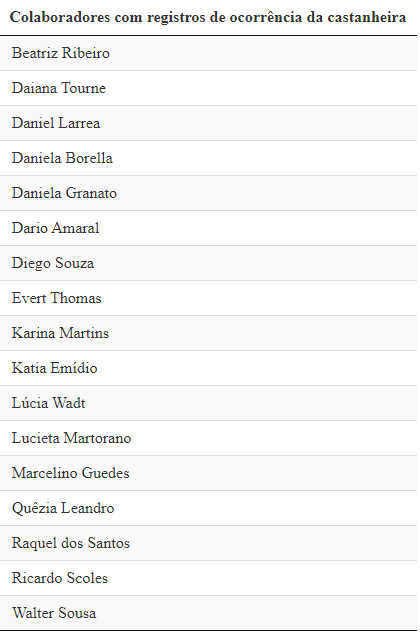 Colaboradores com registros de ocorrência da castanheira
Beatriz Ribeiro
Daiana Tourne
Daniel Larrea
Daniela Borella
Daniela Granato
Dario Amaral
Diego Souza
Evert Thomas
Karina Martins
Katia Emídio
Lúcia Wadt
Lucieta Martorano
Marcelino Guedes
Quêzia Leandro
Raquel dos Santos
Ricardo Scoles
Walter Sousa